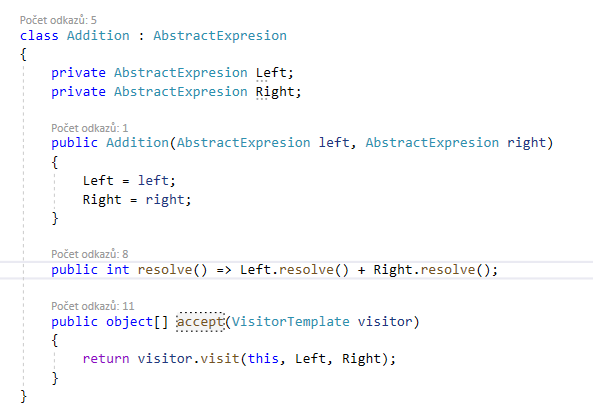 Počet odkazů: 5
class Addition : AbstractExpresion
{
private AbstractExpresion Left;
private AbstractExpresion Right;
Počet odkazů: 1
public Addition(AbstractExpresion left, AbstractExpresion right)
{
Left = left;
Right = right;
}
Počet odkazů: 8
public int resolve() => Left.resolve() + Right.resolve();
Počet odkazů: 11
public object[] accept(VisitorTemplate visitor)
{
return visitor.visit(this, Left, Right);
}
}